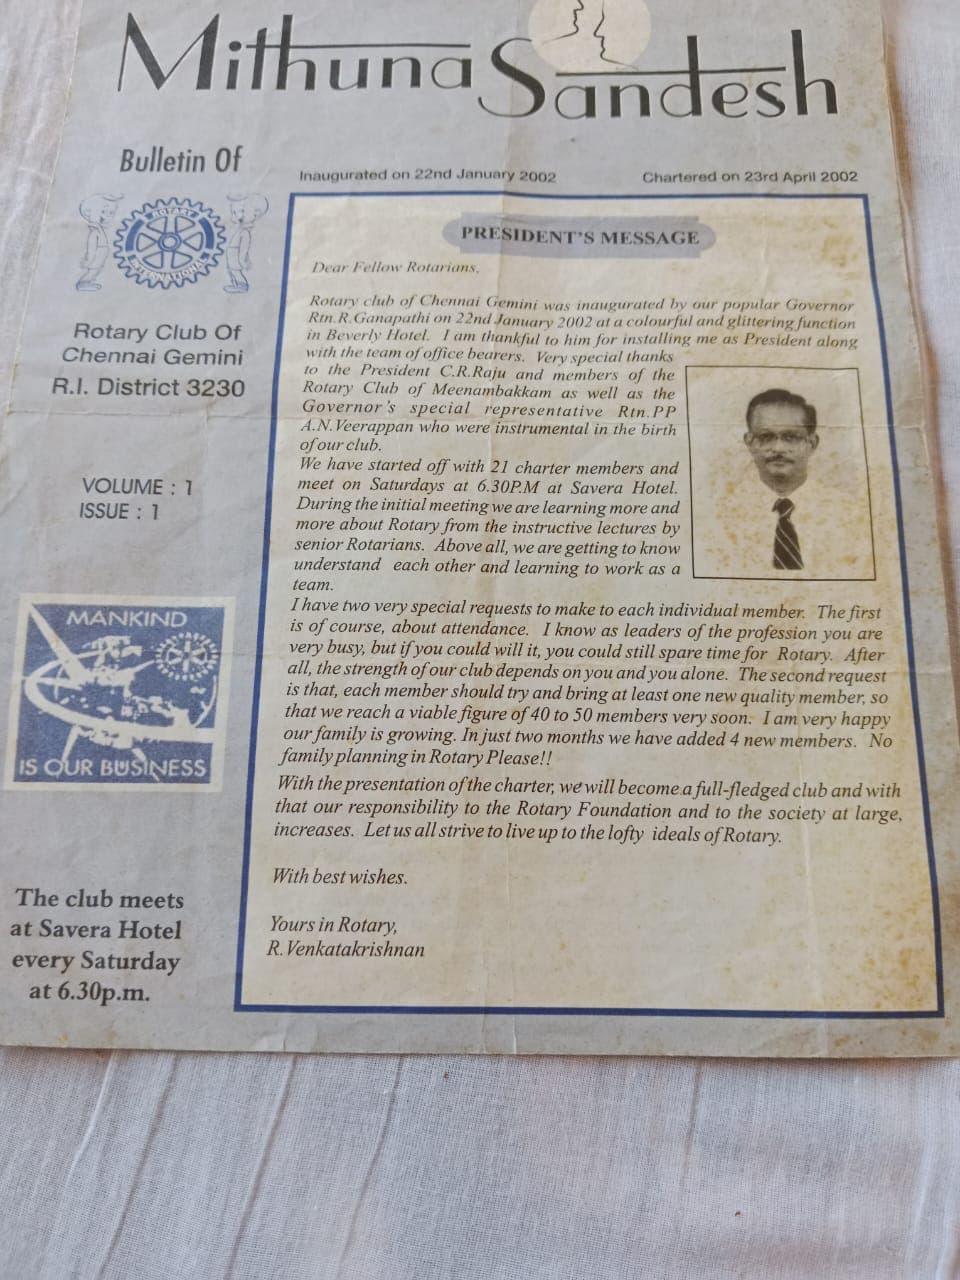 Mithuna Sandesh
Bulletin Of
ROTARY
INTERNATIONAL
Rotary Club Of
Chennai Gemini
R.I. District 3230
VOLUME : 1
ISSUE : 1
MANKIND
IS OUR BUSINESS
The club meets
at Savera Hotel
every Saturday
at 6.30p.m.
Inaugurated on 22nd January 2002
Chartered on 23rd April 2002
PRESIDENT'S MESSAGE
Dear Fellow Rotarians,
Rotary club of Chennai Gemini was inaugurated by our popular Governor
Rtn.R.Ganapathi on 22nd January 2002 at a colourful and glittering function
in Beverly Hotel. I am thankful to him for installing me as President along
with the team of office bearers. Very special thanks
to the President C.R.Raju and members of the
Rotary Club of Meenambakkam as well as the
Governor's special representative Rtn.PP
A.N.Veerappan who were instrumental in the birth
of our club.
We have started off with 21 charter members and
meet on Saturdays at 6.30P.M at Savera Hotel.
During the initial meeting we are learning more and
more about Rotary from the instructive lectures by
senior Rotarians. Above all, we are getting to know
understand each other and learning to work as a
team.
I have two very special requests to make to each individual member. The first
is of course, about attendance. I know as leaders of the profession you are
very busy, but if you could will it, you could still spare time for Rotary. After
all, the strength of our club depends on you and you alone. The second request
is that, each member should try and bring at least one new quality member, so
that we reach a viable figure of 40 to 50 members very soon. I am very happy
our family is growing. In just two months we have added 4 new members. No
family planning in Rotary Please!!
With the presentation of the charter, we will become a full-fledged club and with
that our responsibility to the Rotary Foundation and to the society at large,
increases. Let us all strive to live up to the lofty ideals of Rotary.
With best wishes.
Yours in Rotary,
R. Venkatakrishnan